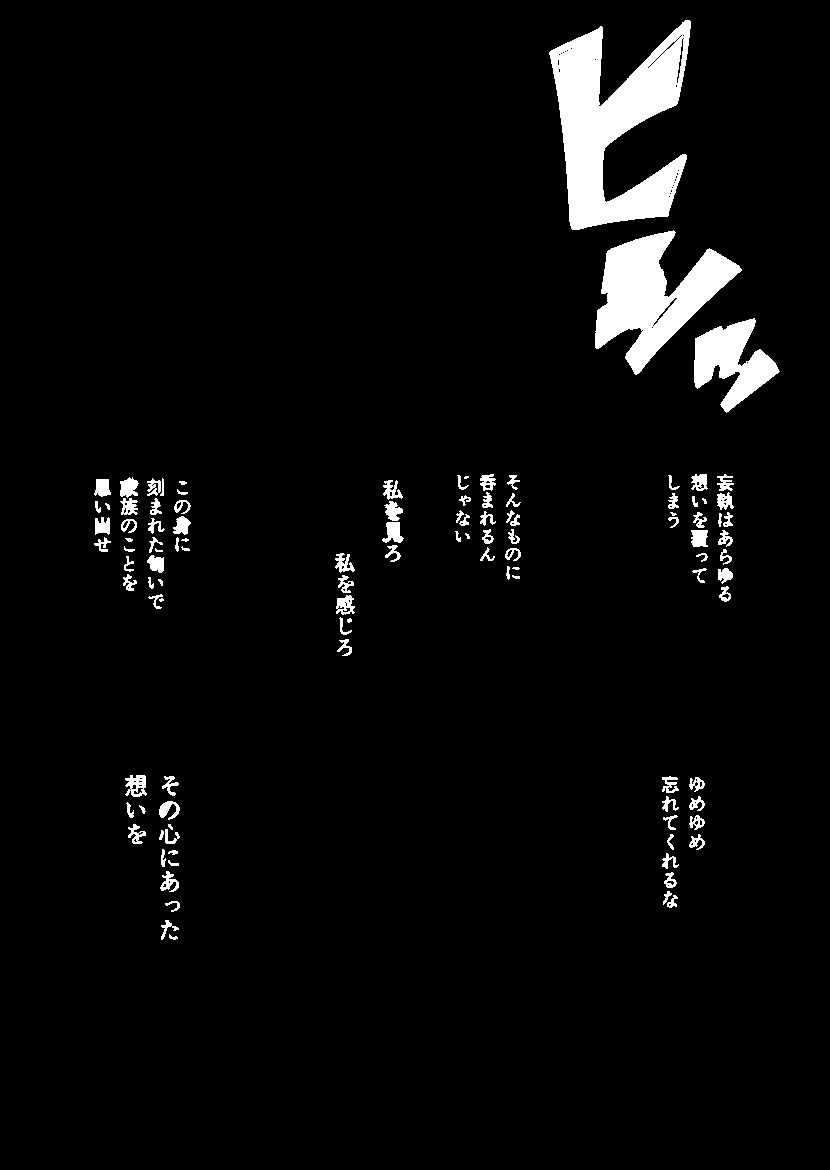 ヒシッ
妄執はあらゆる
想いを覆って
しまう
そんなものに
呑まれるん
じゃない
私を見ろ
私を感じろ
この身に
刻まれた匂いで
家族のことを
思い出せ
ゆめゆめ
忘れてくれるな
その心にあった
想いを